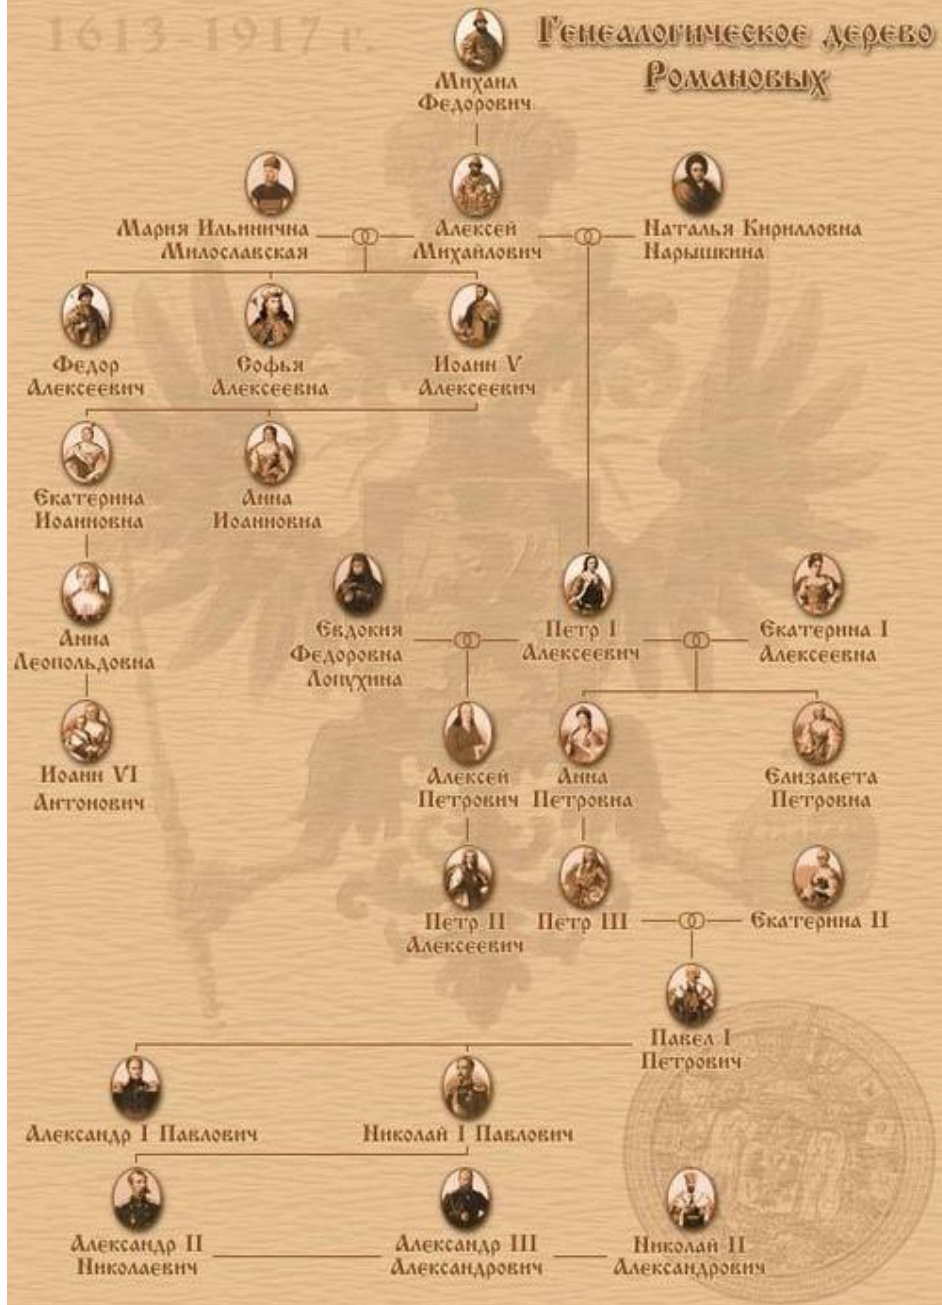 1613-1917 г.
Генеалогическое дерево
Романовых
Михаил
Федорович
Мария Ильинична
Милославская
Алексей
Михайлович
Наталья Кирилловна
Нарышкина
Федор
Алексеевич
Софья
Алексеевна
Иоанн V
Алексеевич
Екатерина
Иоанновна
Анна
Иоанновна
Анна
Леопольдовна
Евдокия
Федоровна
Лопухина
Петр I
Алексеевич
Екатерина I
Алексеевна
Иоанн VI
Антонович
Алексей
Петрович
Анна
Петровна
Елизавета
Петровна
Петр II
Алексеевич
Петр III
Екатерина II
Павел I
Петрович
Александр I Павлович
Николай I Павлович
Александр II
Николаевич
Александр III
Александрович
Николай II
Александрович